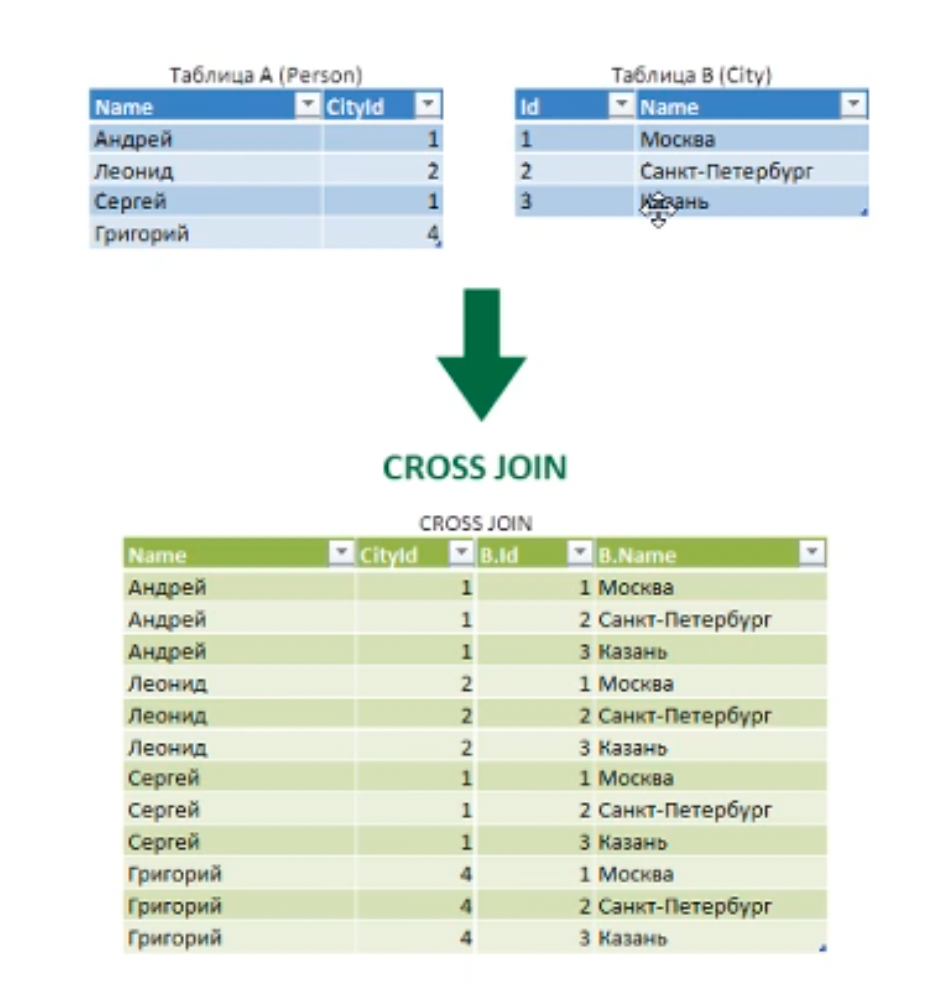 Таблица A (Person) Таблица B (City)
Name CityId Id Name
Андрей 1 1 Москва
Леонид 2 2 Санкт-Петербург
Сергей 1 3 Казань
Григорий 4
CROSS JOIN
CROSS JOIN
Name CityId B.Id B.Name
Андрей 1 1 Москва
Андрей 1 2 Санкт-Петербург
Андрей 1 3 Казань
Леонид 2 1 Москва
Леонид 2 2 Санкт-Петербург
Леонид 2 3 Казань
Сергей 1 1 Москва
Сергей 1 2 Санкт-Петербург
Сергей 1 3 Казань
Григорий 4 1 Москва
Григорий 4 2 Санкт-Петербург
Григорий 4 3 Казань